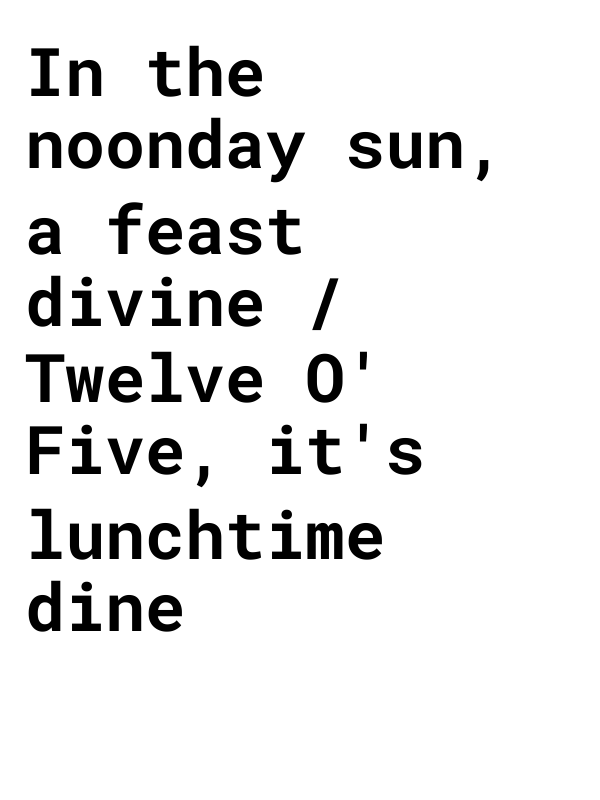 In the
noonday sun,
a feast
divine /
Twelve O'
Five, it's
lunchtime
dine